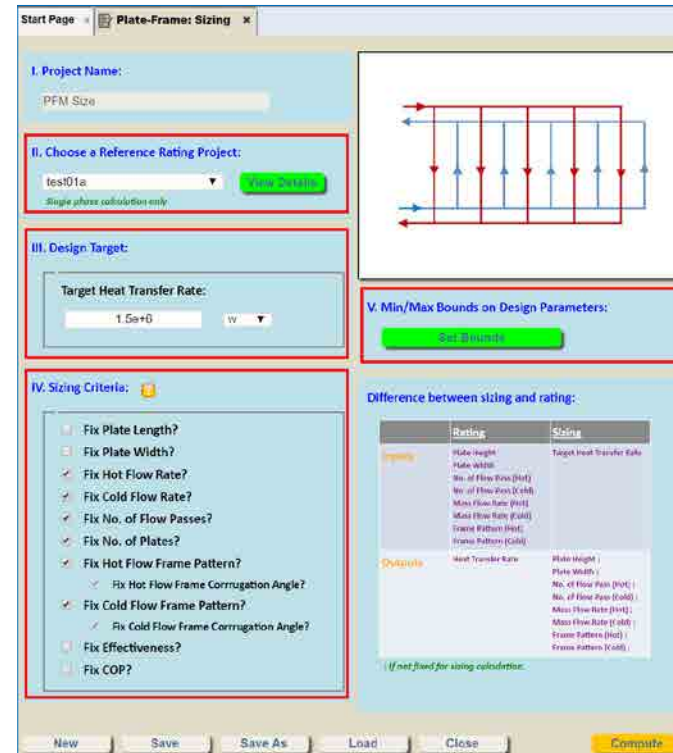 Start Page
Plate-Frame: Sizing
I. Project Name:
PFM Size
II. Choose a Reference Rating Project:
test01a
View Details
Single phase calculation only
III. Design Target:
Target Heat Transfer Rate:
1.5e+6
w
IV. Sizing Criteria:
Fix Plate Length?
Fix Plate Width?
Fix Hot Flow Rate?
Fix Cold Flow Rate?
Fix No. of Flow Passes?
Fix No. of Plates?
Fix Hot Flow Frame Pattern?
Fix Hot Flow Frame Corrrugation Angle?
Fix Cold Flow Frame Pattern?
Fix Cold Flow Frame Corrrugation Angle?
Fix Effectiveness?
Fix COP?
V. Min/Max Bounds on Design Parameters:
Set Bounds
Difference between sizing and rating:
Rating
Sizing
Inputs
Plate Height
Plate Width
No. of Flow Pass (Hot)
No. of Flow Pass (Cold)
Mass Flow Rate (Hot)
Mass Flow Rate (Cold)
Frame Pattern (Hot)
Frame Pattern (Cold)
Target Heat Transfer Rate
Outputs
Heat Transfer Rate
Plate Height
Plate Width
No. of Flow Pass (Hot)
No. of Flow Pass (Cold)
Mass Flow Rate (Hot)
Mass Flow Rate (Cold)
Frame Pattern (Hot)
Frame Pattern (Cold)
If not fixed for sizing calculation.
New
Save
Save As
Load
Close
Compute